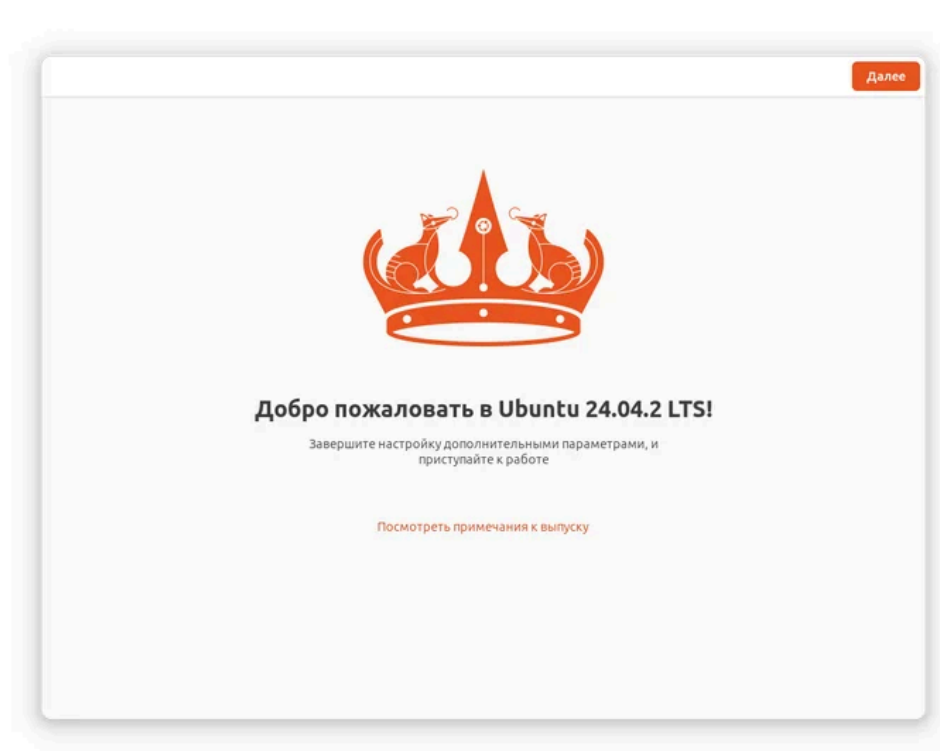 Далее
Добро пожаловать в Ubuntu 24.04.2 LTS!
Завершите настройку дополнительными параметрами, и
приступайте к работе
Посмотреть примечания к выпуску